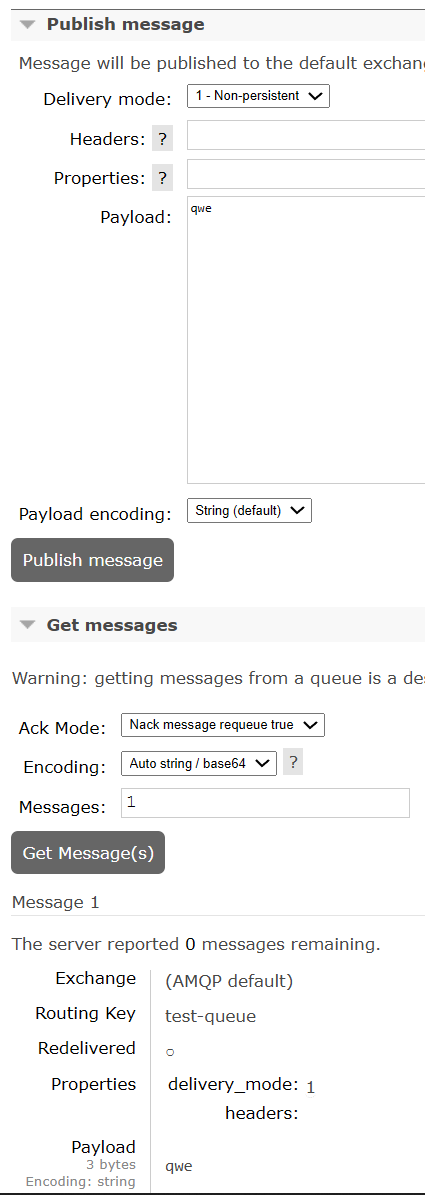 Publish message
Message will be published to the default exchan
Delivery mode: 1 - Non-persistent
Headers: ?
Properties: ?
Payload: qwe
Payload encoding: String (default)
Publish message
Get messages
Warning: getting messages from a queue is a de
Ack Mode: Nack message requeue true
Encoding: Auto string / base64 ?
Messages: 1
Get Message(s)
Message 1
The server reported 0 messages remaining.
Exchange (AMQP default)
Routing Key test-queue
Redelivered ○
Properties delivery_mode: 1
headers:
Payload
3 bytes
Encoding: string
qwe